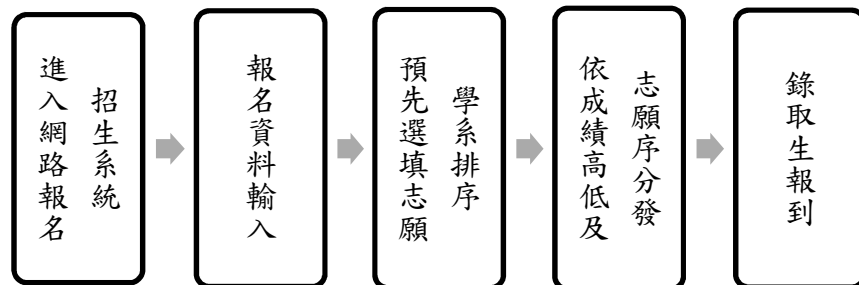 進入網路報名
招生系統
報名資料輸入
預先選填志願
學系排序
依成績高低及
志願序分發
錄取生報到